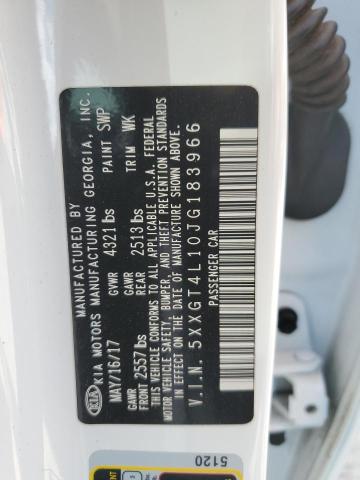 MANUFACTURED BY
KIA KIA MOTORS MANUFACTURING GEORGIA, INC.
MAY/16/17 GVWR 4321 lbs PAINT SWP
GAWR FRONT 2557 lbs GAWR REAR 2513 lbs TRIM WK
THIS VEHICLE CONFORMS TO ALL APPLICABLE U.S.A. FEDERAL
MOTOR VEHICLE SAFETY, BUMPER, AND THEFT PREVENTION STANDARDS
IN EFFECT ON THE DATE OF MANUFACTURE SHOWN ABOVE.
V.I.N. 5XXGT4L10JG183966
PASSENGER CAR
5120